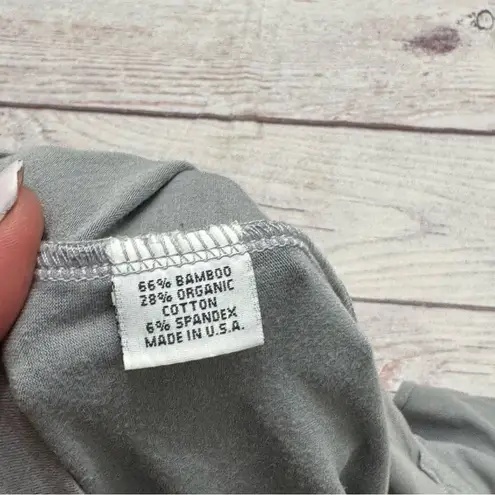 66% BAMBOO
28% ORGANIC
COTTON
6% SPANDEX
MADE IN U.S.A.